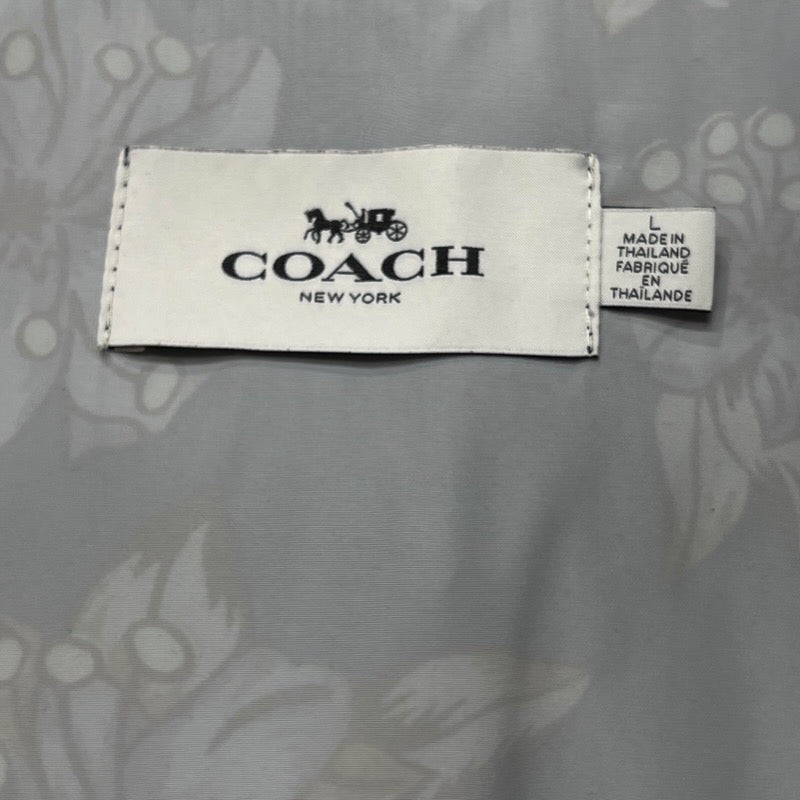 COACH
NEW YORK
L
MADE IN
THAILAND
FABRIQUÉ
EN
THAÏLANDE